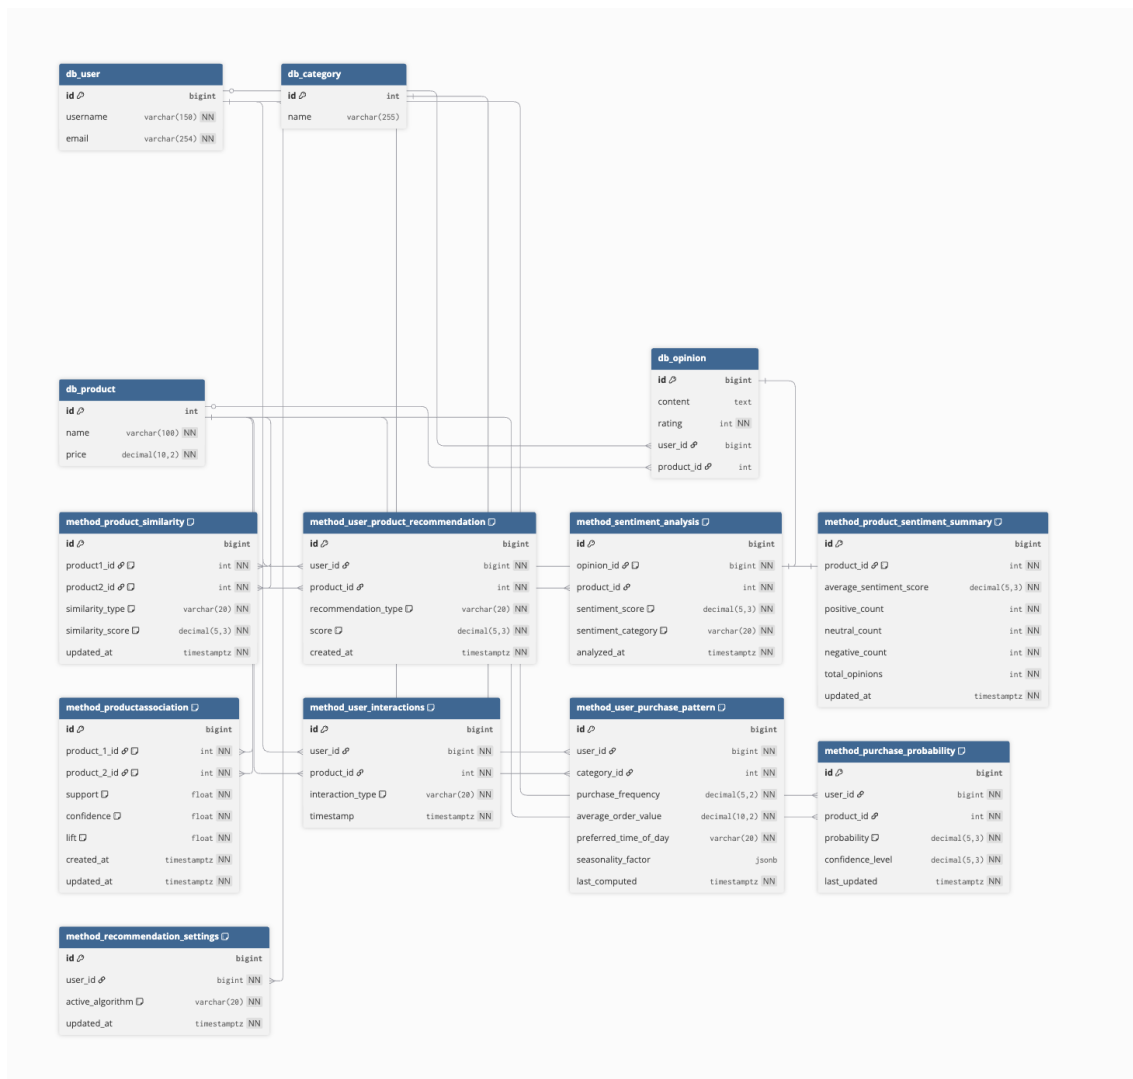 db_user
id bigint
username varchar(150) NN
email varchar(254) NN
db_category
id int
name varchar(255)
db_opinion
id bigint
content text
rating int NN
user_id bigint
product_id int
db_product
id int
name varchar(100) NN
price decimal(10,2) NN
method_product_similarity
id bigint
product1_id int NN
product2_id int NN
similarity_type varchar(20) NN
similarity_score decimal(5,3) NN
updated_at timestamptz NN
method_user_product_recommendation
id bigint
user_id bigint NN
product_id int NN
recommendation_type varchar(20) NN
score decimal(5,3) NN
created_at timestamptz NN
method_sentiment_analysis
id bigint
opinion_id bigint NN
product_id int NN
sentiment_score decimal(5,3) NN
sentiment_category varchar(20) NN
analyzed_at timestamptz NN
method_product_sentiment_summary
id bigint
product_id int NN
average_sentiment_score decimal(5,3) NN
positive_count int NN
neutral_count int NN
negative_count int NN
total_opinions int NN
updated_at timestamptz NN
method_productassociation
id bigint
product_1_id int NN
product_2_id int NN
support float NN
confidence float NN
lift float NN
created_at timestamptz NN
updated_at timestamptz NN
method_user_interactions
id bigint
user_id bigint NN
product_id int NN
interaction_type varchar(20) NN
timestamp timestamptz NN
method_user_purchase_pattern
id bigint
user_id bigint NN
category_id int NN
purchase_frequency decimal(5,2) NN
average_order_value decimal(10,2) NN
preferred_time_of_day varchar(20) NN
seasonality_factor jsonb
last_computed timestamptz NN
method_purchase_probability
id bigint
user_id bigint NN
product_id int NN
probability decimal(5,3) NN
confidence_level decimal(5,3) NN
last_updated timestamptz NN
method_recommendation_settings
id bigint
user_id bigint NN
active_algorithm varchar(20) NN
updated_at timestamptz NN